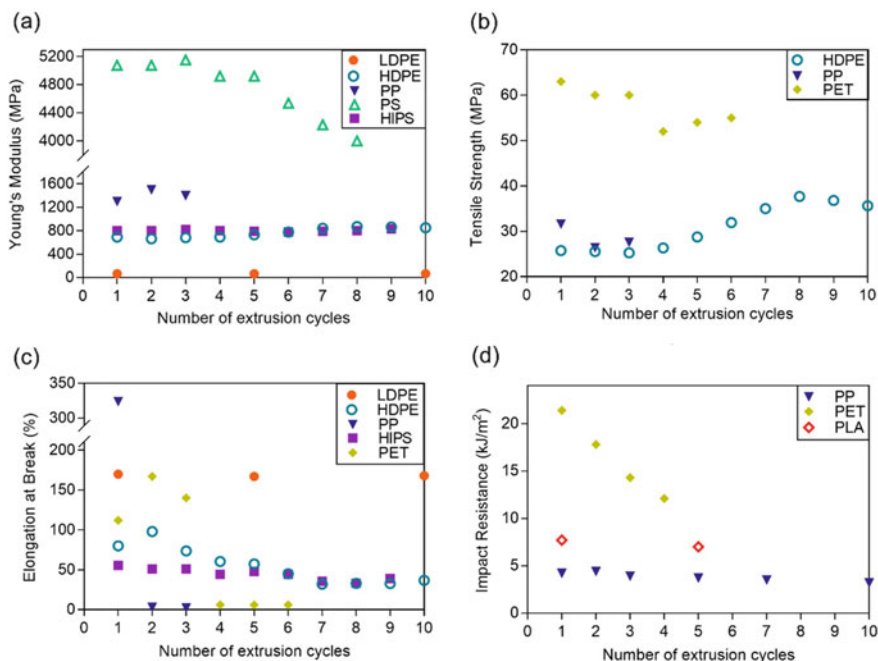 (a)
Young's Modulus (MPa)
5200
4800
4400
4000
1600
1200
800
400
0
LDPE
HDPE
PP
PS
HIPS
0 1 2 3 4 5 6 7 8 9 10
Number of extrusion cycles
(b)
Tensile Strength (MPa)
70
60
50
40
30
20
HDPE
PP
PET
0 1 2 3 4 5 6 7 8 9 10
Number of extrusion cycles
(c)
Elongation at Break (%)
350
300
200
150
100
50
0
LDPE
HDPE
PP
HIPS
PET
0 1 2 3 4 5 6 7 8 9 10
Number of extrusion cycles
(d)
Impact Resistance (kJ/m²)
20
15
10
5
0
PP
PET
PLA
0 1 2 3 4 5 6 7 8 9 10
Number of extrusion cycles